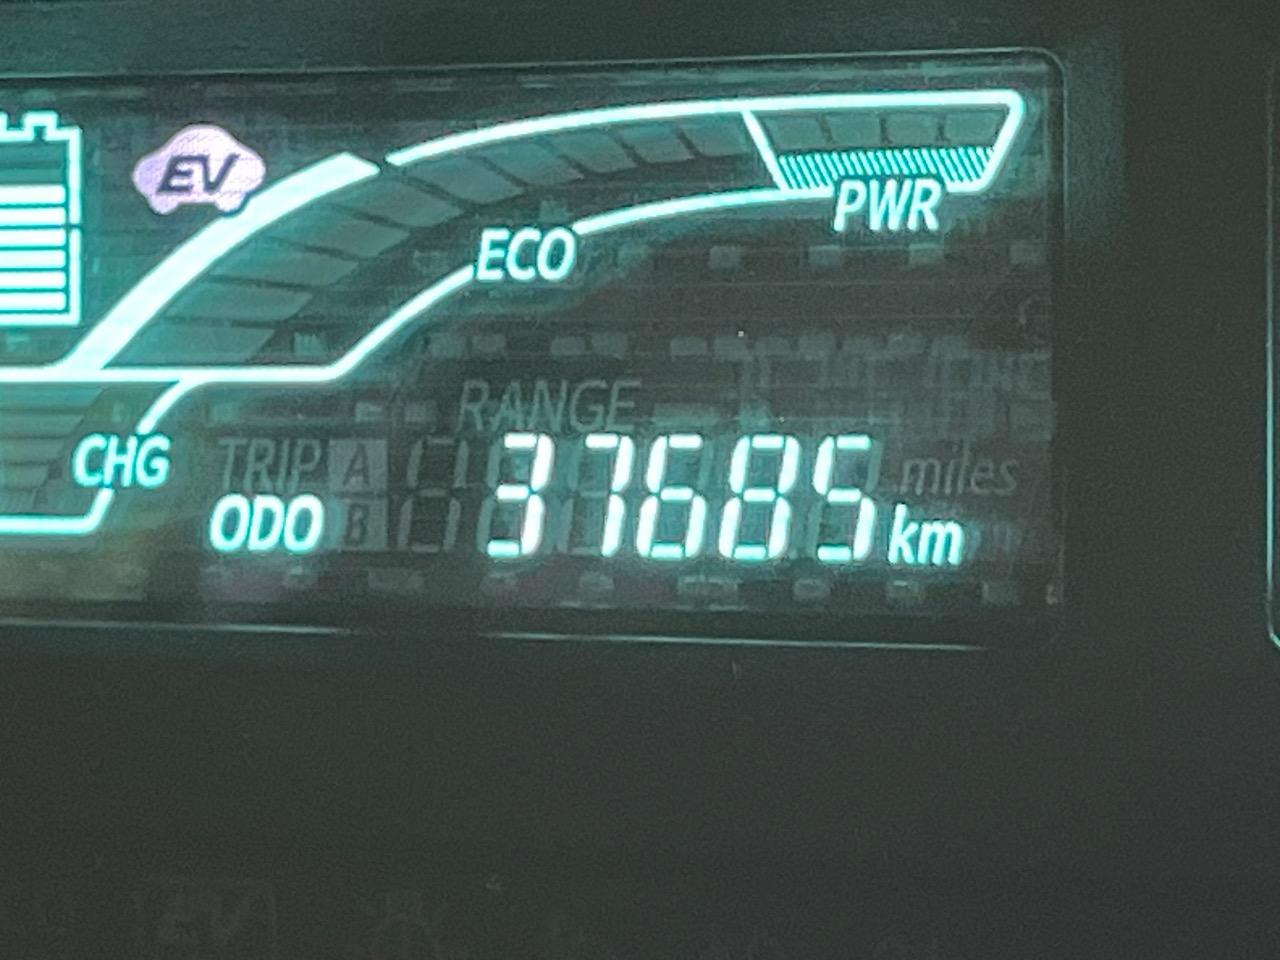 EV
PWR
ECO
RANGE
CHG
TRIP A
miles
ODO B 37685 km